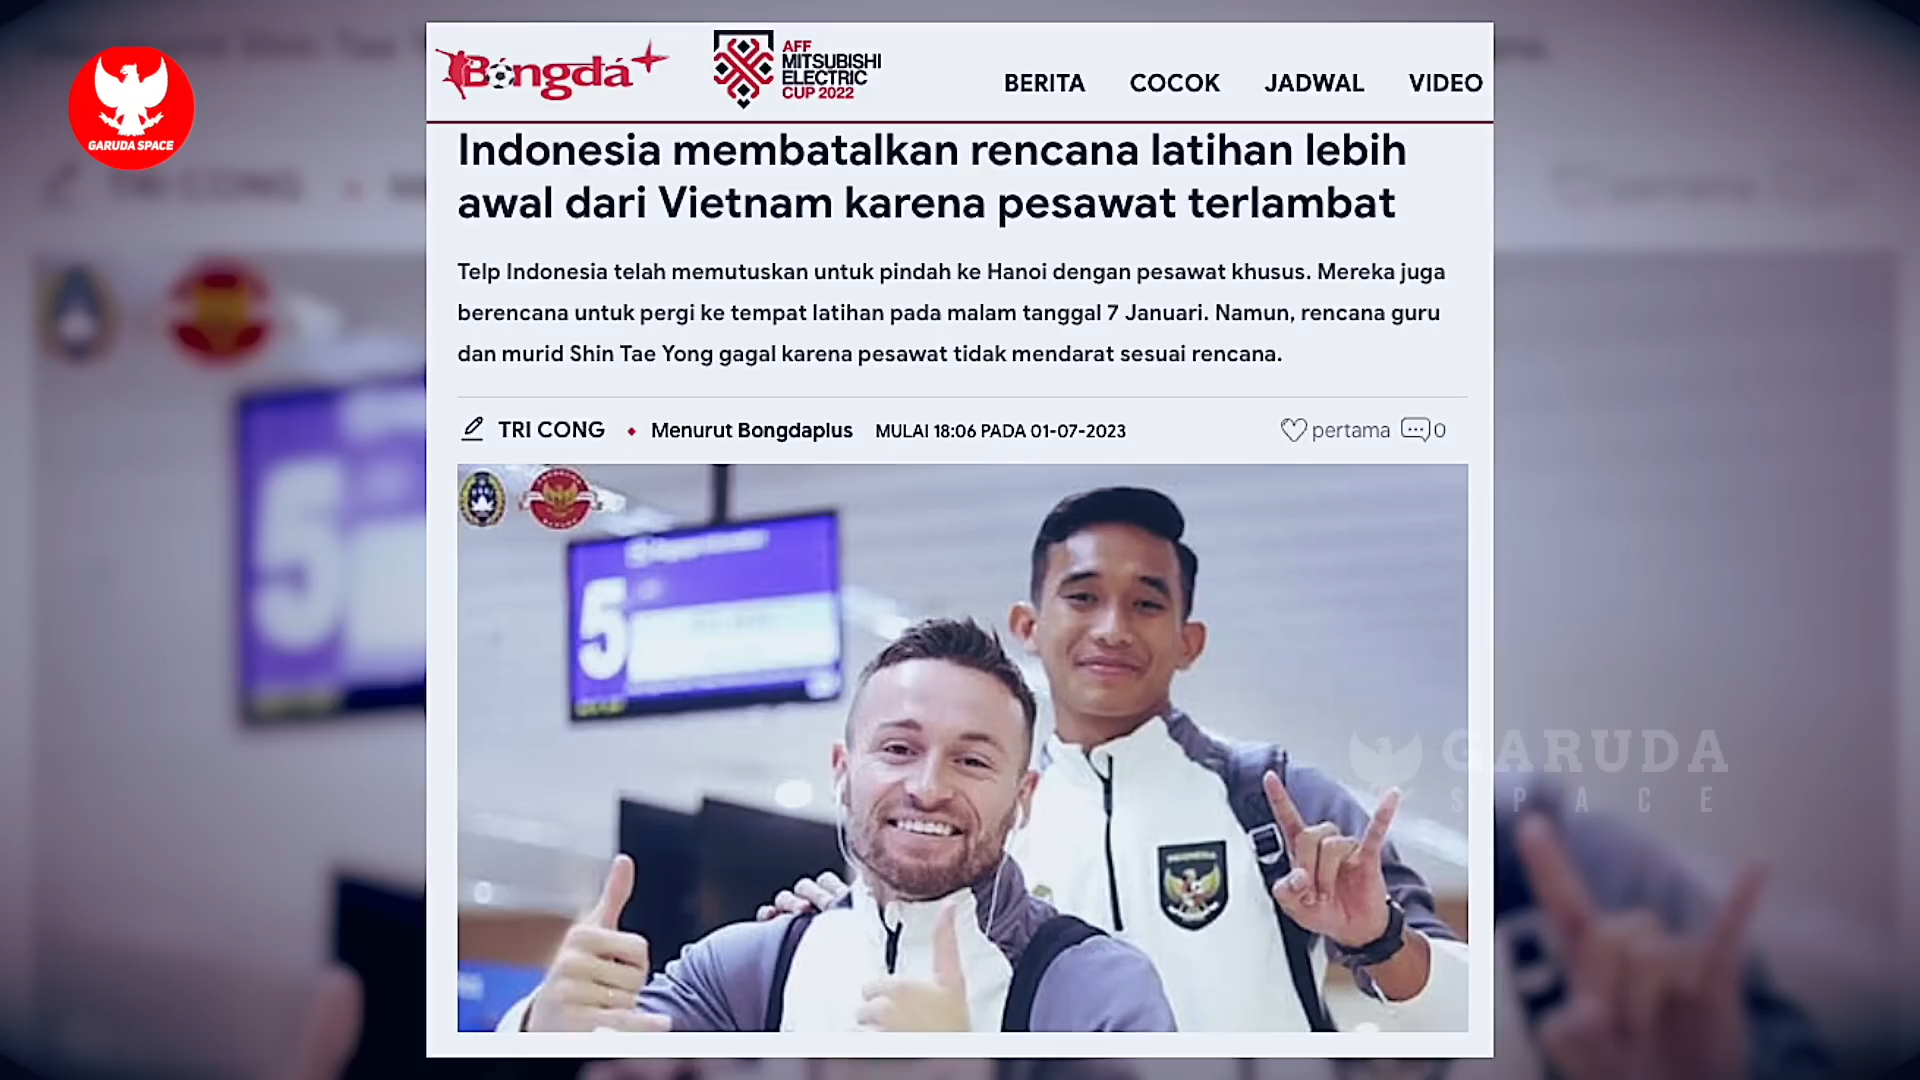 GARUDA SPACE
Bóngdá
AFF
MITSUBISHI
ELECTRIC
CUP 2022
BERITA COCOK JADWAL VIDEO
Indonesia membatalkan rencana latihan lebih
awal dari Vietnam karena pesawat terlambat
Telp Indonesia telah memutuskan untuk pindah ke Hanoi dengan pesawat khusus. Mereka juga
berencana untuk pergi ke tempat latihan pada malam tanggal 7 Januari. Namun, rencana guru
dan murid Shin Tae Yong gagal karena pesawat tidak mendarat sesuai rencana.
TRI CONG • Menurut Bongdaplus MULAI 18:06 PADA 01-07-2023 pertama 0
5
INDONESIA
GARUDA
SPACE